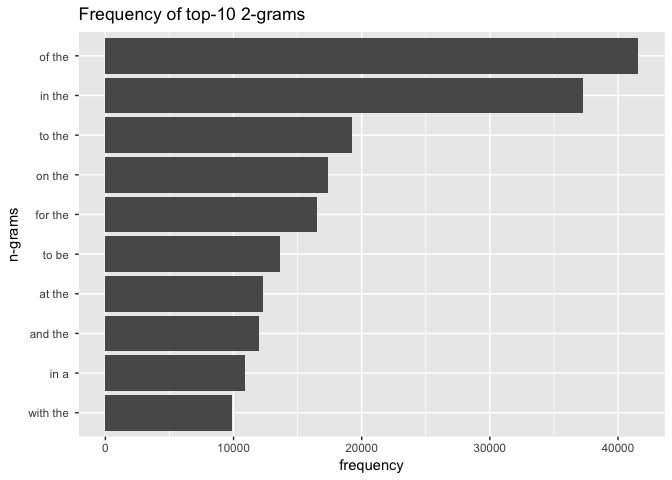 Frequency of top-10 2-grams
n-grams
of the
in the
to the
on the
for the
to be
at the
and the
in a
with the
0 10000 20000 30000 40000
frequency